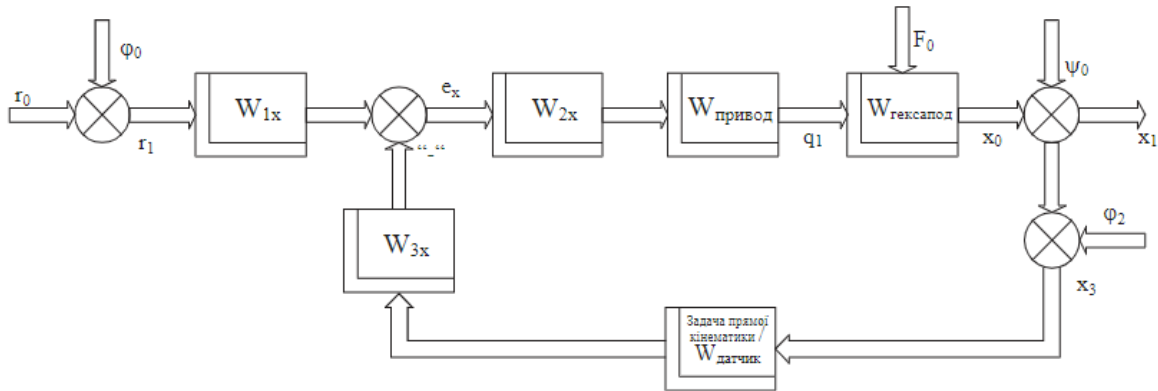 φ₀
F₀
ψ₀
r₀
W₁ₓ
eₓ
W₂ₓ
Wпривод
Wгексапод
r₁
“-“
q₁
x₀
x₁
W₃ₓ
φ₂
x₃
Задача прямої
кінематики /
Wдатчик